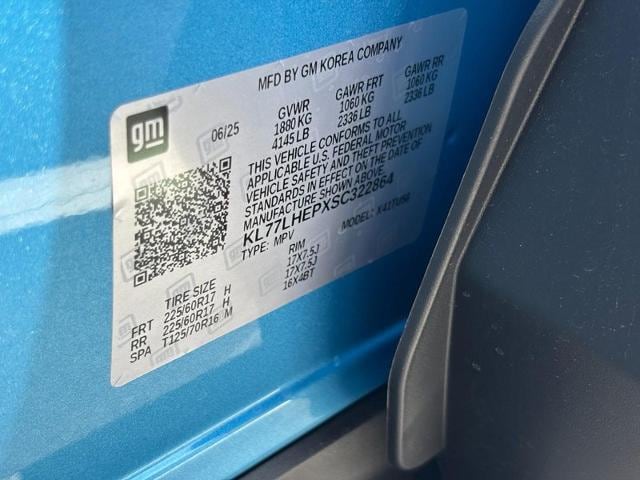 MFD BY GM KOREA COMPANY
gm
06/25
GVWR
1880 KG
4145 LB
GAWR FRT
1060 KG
2336 LB
GAWR RR
1060 KG
2336 LB
THIS VEHICLE CONFORMS TO ALL
APPLICABLE U.S. FEDERAL MOTOR
VEHICLE SAFETY AND THEFT PREVENTION
STANDARDS IN EFFECT ON THE DATE OF
MANUFACTURE SHOWN ABOVE.
KL77LHEPXSC322864
TYPE: MPV
MODEL: X41TU56
TIRE SIZE
RIM
FRT 225/60R17 H 17X7.5J
RR 225/60R17 H 17X7.5J
SPA T125/70R16 M 16X4BT